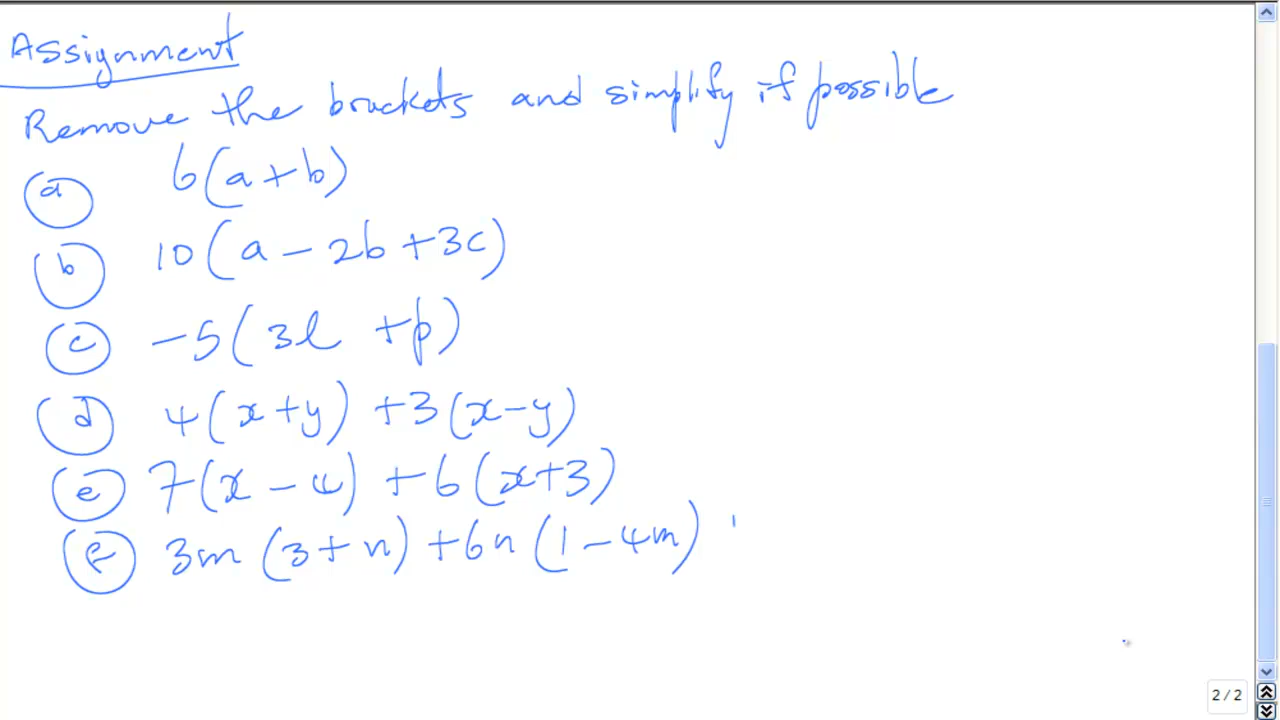 Assignment
Remove the brackets and simplify if possible
(a) 6(a+b)
(b) 10(a-2b+3c)
(c) -5(3l+p)
(d) 4(x+y)+3(x-y)
(e) 7(x-4)+6(x+3)
(f) 3m(3+n)+6n(1-4m)
2/2